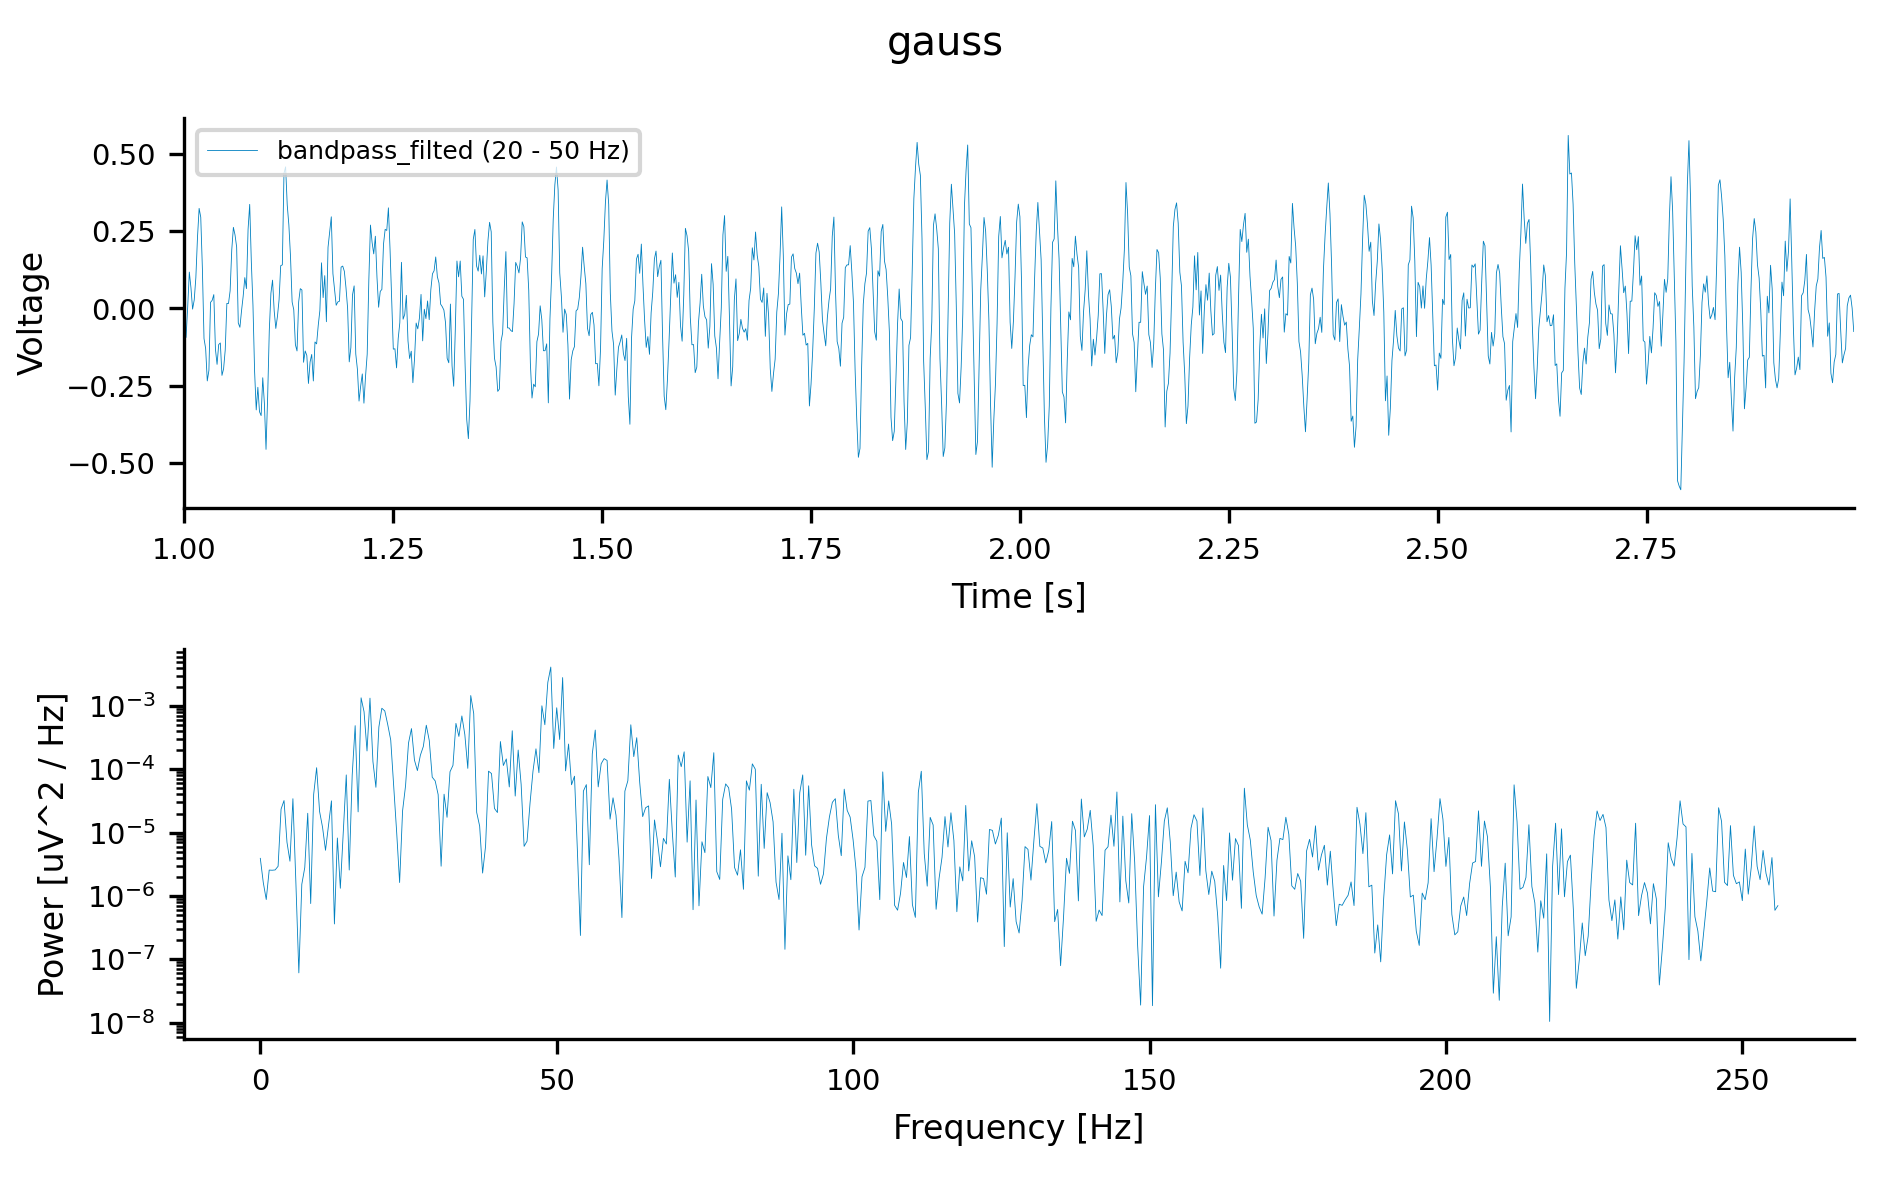 gauss
bandpass_filted (20 - 50 Hz)
Voltage
0.50
0.25
0.00
−0.25
−0.50
1.00 1.25 1.50 1.75 2.00 2.25 2.50 2.75
Time [s]
Power [uV^2 / Hz]
10⁻³
10⁻⁴
10⁻⁵
10⁻⁶
10⁻⁷
10⁻⁸
0 50 100 150 200 250
Frequency [Hz]